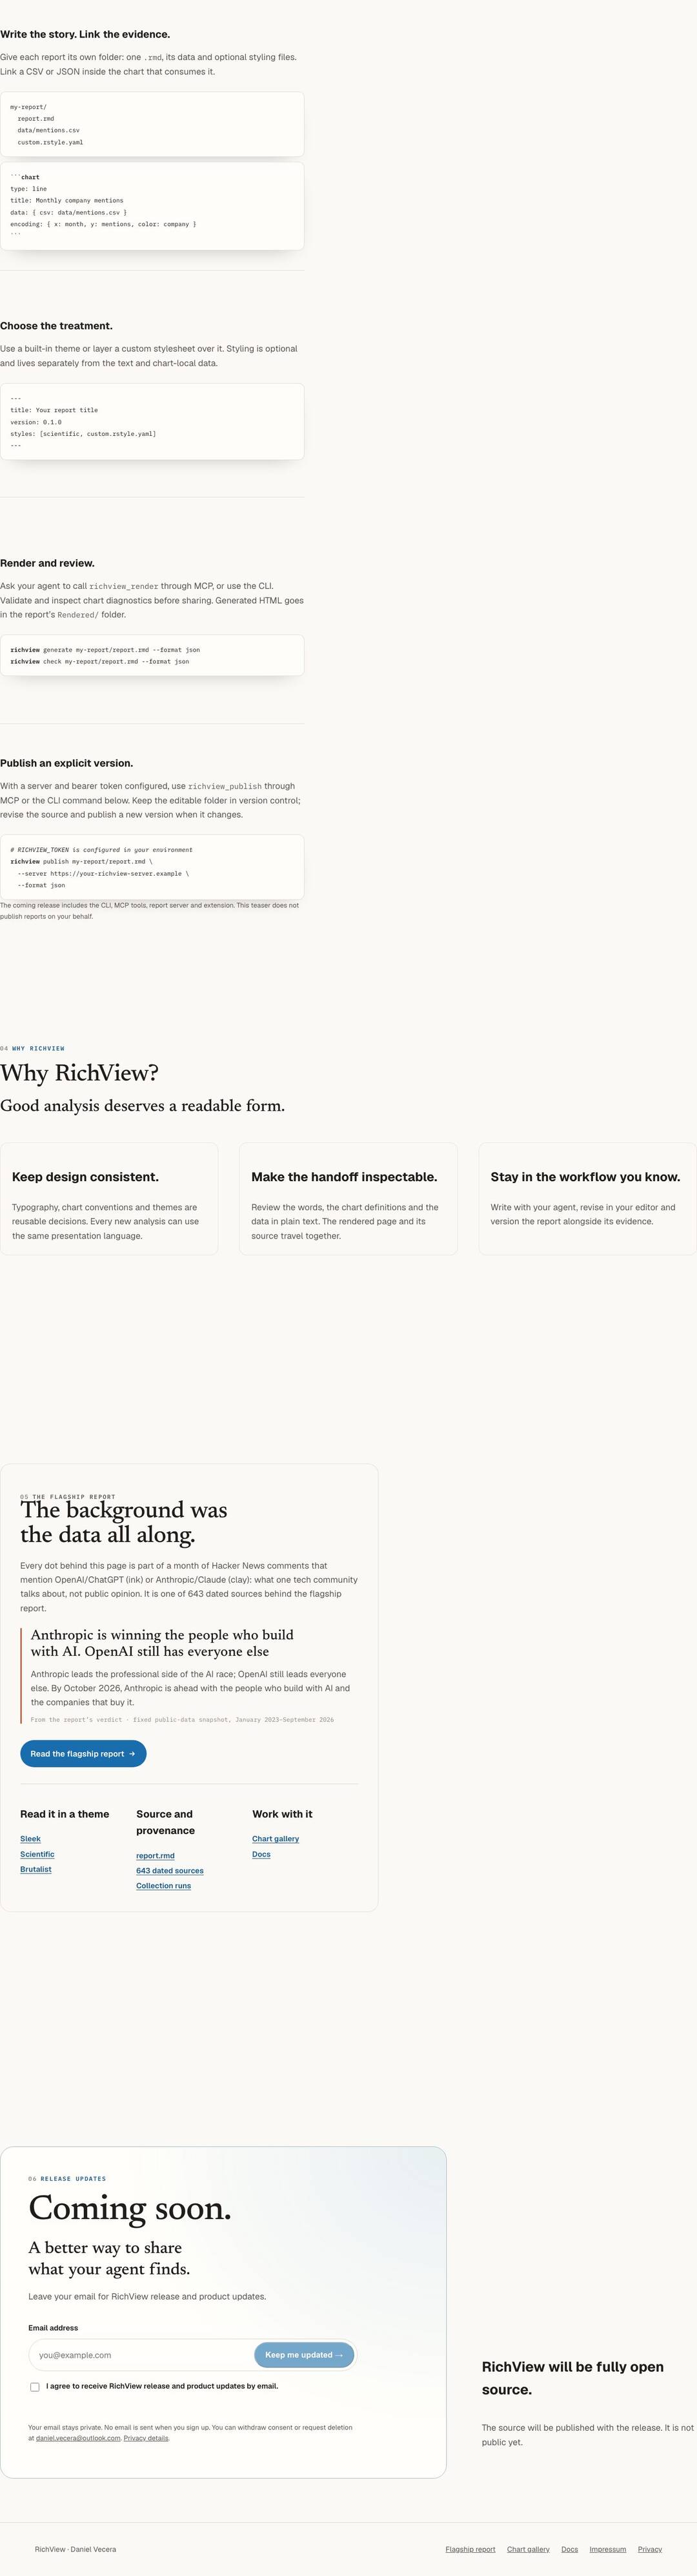 Write the story. Link the evidence.
Give each report its own folder: one .rmd, its data and optional styling files.
Link a CSV or JSON inside the chart that consumes it.
my-report/
report.rmd
data/mentions.csv
custom.rstyle.yaml
```chart
type: line
title: Monthly company mentions
data: { csv: data/mentions.csv }
encoding: { x: month, y: mentions, color: company }
```
Choose the treatment.
Use a built-in theme or layer a custom stylesheet over it. Styling is optional
and lives separately from the text and chart-local data.
---
title: Your report title
version: 0.1.0
styles: [scientific, custom.rstyle.yaml]
---
Render and review.
Ask your agent to call richview_render through MCP, or use the CLI.
Validate and inspect chart diagnostics before sharing. Generated HTML goes
in the report's Rendered/ folder.
richview generate my-report/report.rmd --format json
richview check my-report/report.rmd --format json
Publish an explicit version.
With a server and bearer token configured, use richview_publish through
MCP or the CLI command below. Keep the editable folder in version control;
revise the source and publish a new version when it changes.
# RICHVIEW_TOKEN is configured in your environment
richview publish my-report/report.rmd \
--server https://your-richview-server.example \
--format json
The coming release includes the CLI, MCP tools, report server and extension. This teaser does not
publish reports on your behalf.
04 WHY RICHVIEW
Why RichView?
Good analysis deserves a readable form.
Keep design consistent.
Typography, chart conventions and themes are
reusable decisions. Every new analysis can use
the same presentation language.
Make the handoff inspectable.
Review the words, the chart definitions and the
data in plain text. The rendered page and its
source travel together.
Stay in the workflow you know.
Write with your agent, revise in your editor and
version the report alongside its evidence.
05 THE FLAGSHIP REPORT
The background was
the data all along.
Every dot behind this page is part of a month of Hacker News comments that
mention OpenAI/ChatGPT (ink) or Anthropic/Claude (clay): what one tech community
talks about, not public opinion. It is one of 643 dated sources behind the flagship
report.
Anthropic is winning the people who build
with AI. OpenAI still has everyone else
Anthropic leads the professional side of the AI race; OpenAI still leads everyone
else. By October 2026, Anthropic is ahead with the people who build with AI and
the companies that buy it.
From the report's verdict · fixed public-data snapshot, January 2023–September 2026
Read the flagship report →
Read it in a theme
Sleek
Scientific
Brutalist
Source and
provenance
report.rmd
643 dated sources
Collection runs
Work with it
Chart gallery
Docs
06 RELEASE UPDATES
Coming soon.
A better way to share
what your agent finds.
Leave your email for RichView release and product updates.
Email address
you@example.com
Keep me updated →
I agree to receive RichView release and product updates by email.
Your email stays private. No email is sent when you sign up. You can withdraw consent or request deletion
at daniel.vecera@outlook.com. Privacy details.
RichView will be fully open
source.
The source will be published with the release. It is not
public yet.
RichView · Daniel Vecera
Flagship report Chart gallery Docs Impressum Privacy